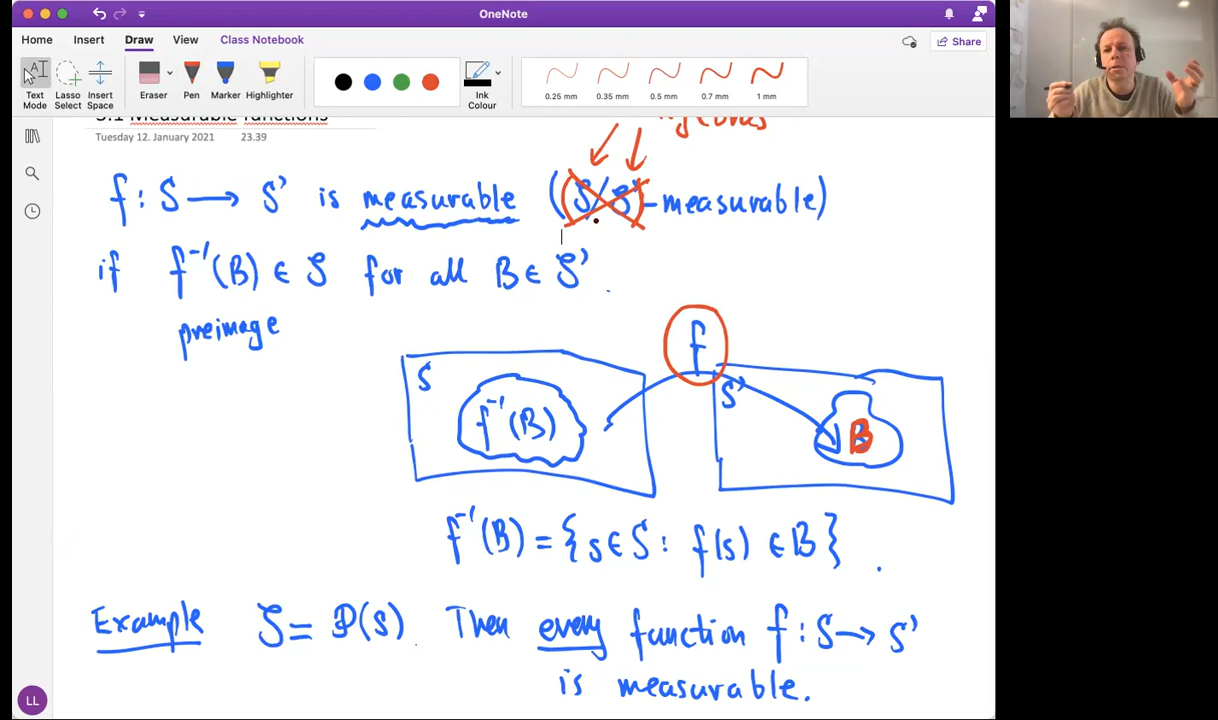 OneNote
Home Insert Draw View Class Notebook Share
Text Mode Lasso Select Insert Space Eraser Pen Marker Highlighter Ink Colour 0.25 mm 0.35 mm 0.5 mm 0.7 mm 1 mm
Measurable functions
Tuesday 12. January 2021 23.39
f : S → S' is measurable (S/S'-measurable)
if f⁻¹(B) ∈ S for all B ∈ S'.
preimage
f
S S'
f⁻¹(B) B
f⁻¹(B) = {s ∈ S : f(s) ∈ B}.
Example S = P(S). Then every function f : S → S'
is measurable.
LL